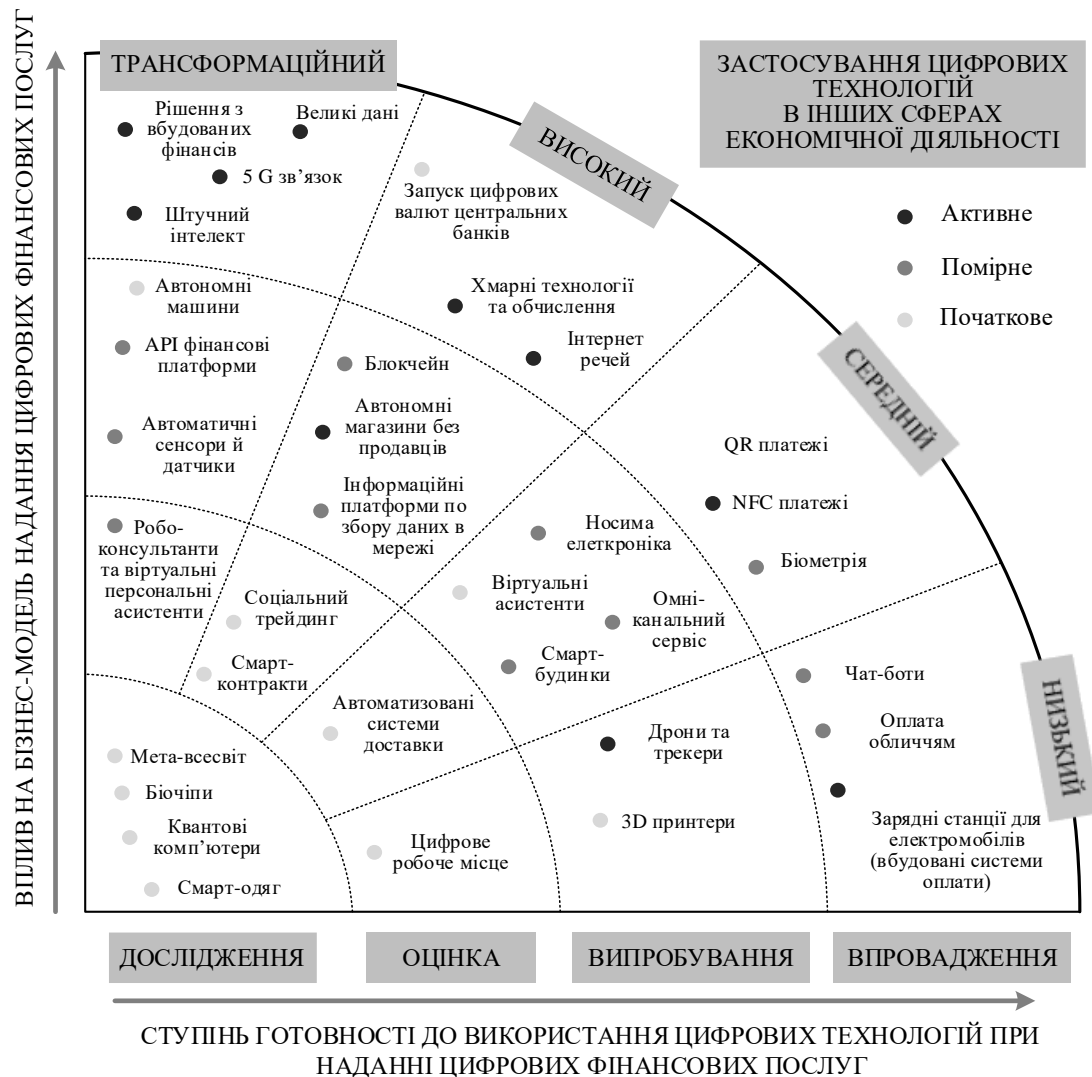 ВПЛИВ НА БІЗНЕС-МОДЕЛЬ НАДАННЯ ЦИФРОВИХ ФІНАНСОВИХ ПОСЛУГ
ТРАНСФОРМАЦІЙНИЙ
ВИСОКИЙ
СЕРЕДНІЙ
НИЗЬКИЙ
ЗАСТОСУВАННЯ ЦИФРОВИХ
ТЕХНОЛОГІЙ
В ІНШИХ СФЕРАХ
ЕКОНОМІЧНОЇ ДІЯЛЬНОСТІ
Активне
Помірне
Початкове
Рішення з
вбудованих
фінансів
Великі дані
5 G зв’язок
Штучний
інтелект
Запуск цифрових
валют центральних
банків
Хмарні технології
та обчислення
Інтернет
речей
Автономні
машини
API фінансові
платформи
Автоматичні
сенсори й
датчики
Блокчейн
Автономні
магазини без
продавців
Інформаційні
платформи по
збору даних в
мережі
QR платежі
NFC платежі
Біометрія
Носима
елеткроніка
Віртуальні
асистенти
Омні-
канальний
сервіс
Смарт-
будинки
Робо-
консультанти
та віртуальні
персональні
асистенти
Соціальний
трейдинг
Смарт-
контракти
Автоматизовані
системи
доставки
Чат-боти
Оплата
обличчям
Зарядні станції для
електромобілів
(вбудовані системи
оплати)
Дрони та
трекери
3D принтери
Цифрове
робоче місце
Мета-всесвіт
Біочіпи
Квантові
комп’ютери
Смарт-одяг
ДОСЛІДЖЕННЯ
ОЦІНКА
ВИПРОБУВАННЯ
ВПРОВАДЖЕННЯ
СТУПІНЬ ГОТОВНОСТІ ДО ВИКОРИСТАННЯ ЦИФРОВИХ ТЕХНОЛОГІЙ ПРИ
НАДАННІ ЦИФРОВИХ ФІНАНСОВИХ ПОСЛУГ